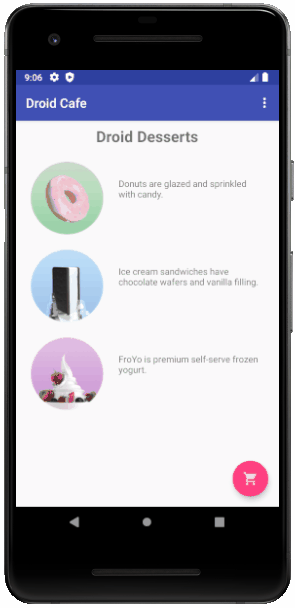 9:06
Droid Cafe
Droid Desserts
Donuts are glazed and sprinkled
with candy.
Ice cream sandwiches have
chocolate wafers and vanilla filling.
FroYo is premium self-serve frozen
yogurt.